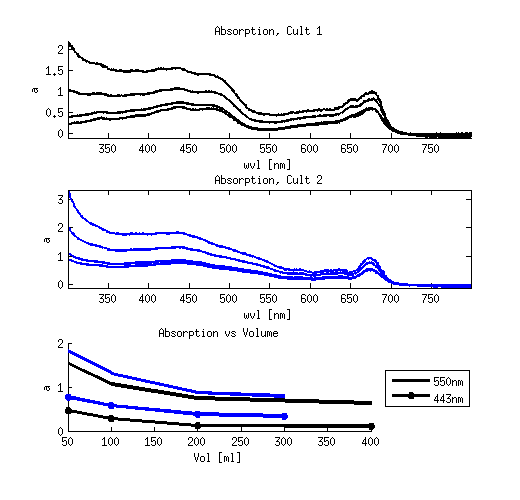 Absorption, Cult 1
2
1.5
1
0.5
0
a
350 400 450 500 550 600 650 700 750
wvl [nm]
Absorption, Cult 2
3
2
1
0
a
350 400 450 500 550 600 650 700 750
wvl [nm]
Absorption vs Volume
2
1
0
a
50 100 150 200 250 300 350 400
Vol [ml]
550nm
443nm